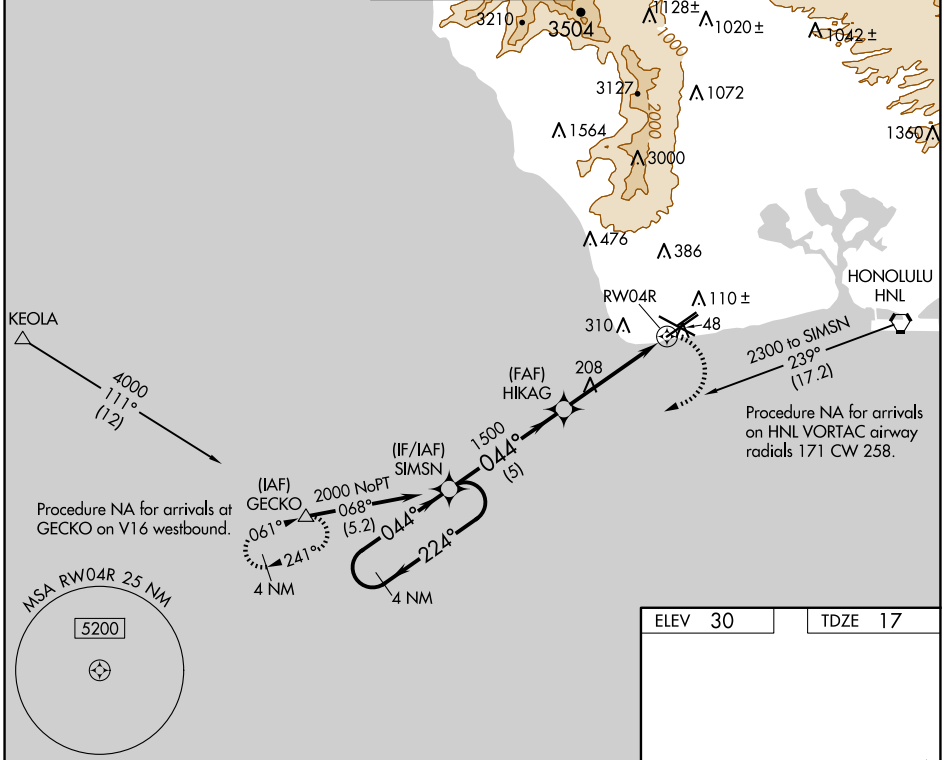 3210
3504
1128±
1020±
1042±
1000
3127
1072
2000
1564
1360
3000
476
386
HONOLULU
HNL
RW04R
110±
KEOLA
310
48
2300 to SIMSN
239°
(17.2)
208
(FAF)
HIKAG
4000
111°
(12)
Procedure NA for arrivals
on HNL VORTAC airway
radials 171 CW 258.
1500
044°
(5)
(IF/IAF)
SIMSN
(IAF)
GECKO
2000 NoPT
068°
(5.2)
Procedure NA for arrivals at
GECKO on V16 westbound.
061°
241°
4 NM
044°
224°
4 NM
MSA RW04R 25 NM
5200
ELEV 30
TDZE 17